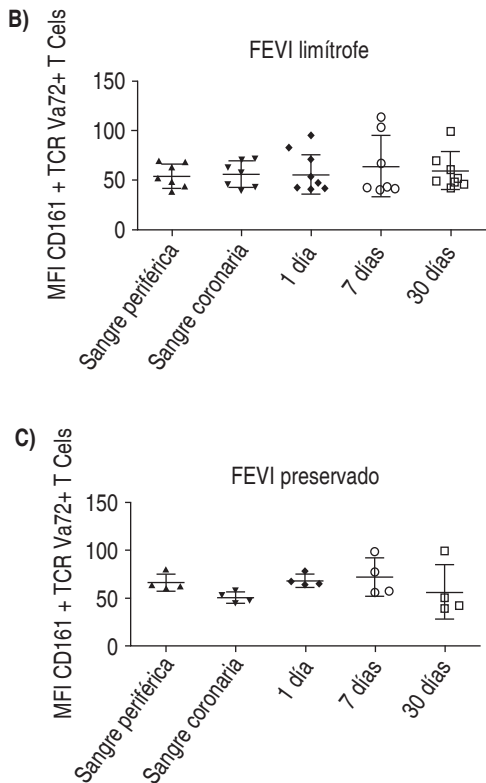 B)
FEVI limítrofe
MFI CD161 + TCR Va72+ T Cels
150
100
50
0
Sangre periférica
Sangre coronaria
1 día
7 días
30 días
C)
FEVI preservado
MFI CD161 + TCR Va72+ T Cels
150
100
50
0
Sangre periférica
Sangre coronaria
1 día
7 días
30 días